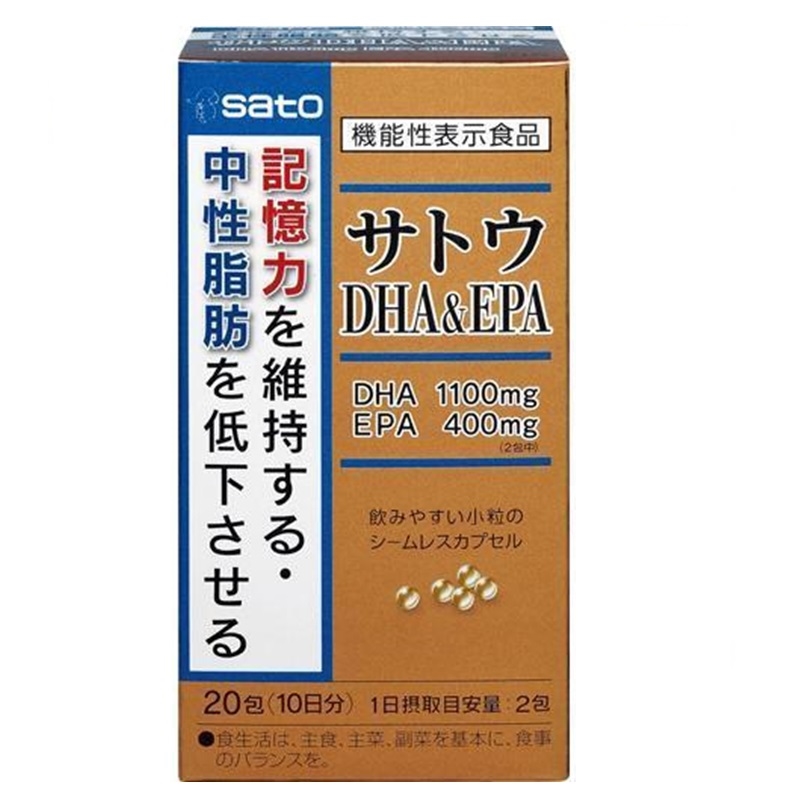 sato
機能性表示食品
記憶力を維持する・
中性脂肪を低下させる
サトウ
DHA&EPA
DHA 1100mg
EPA 400mg
(2包中)
飲みやすい小粒の
シームレスカプセル
20包(10日分) 1日摂取目安量:2包
●食生活は、主食、主菜、副菜を基本に、食事
のバランスを。